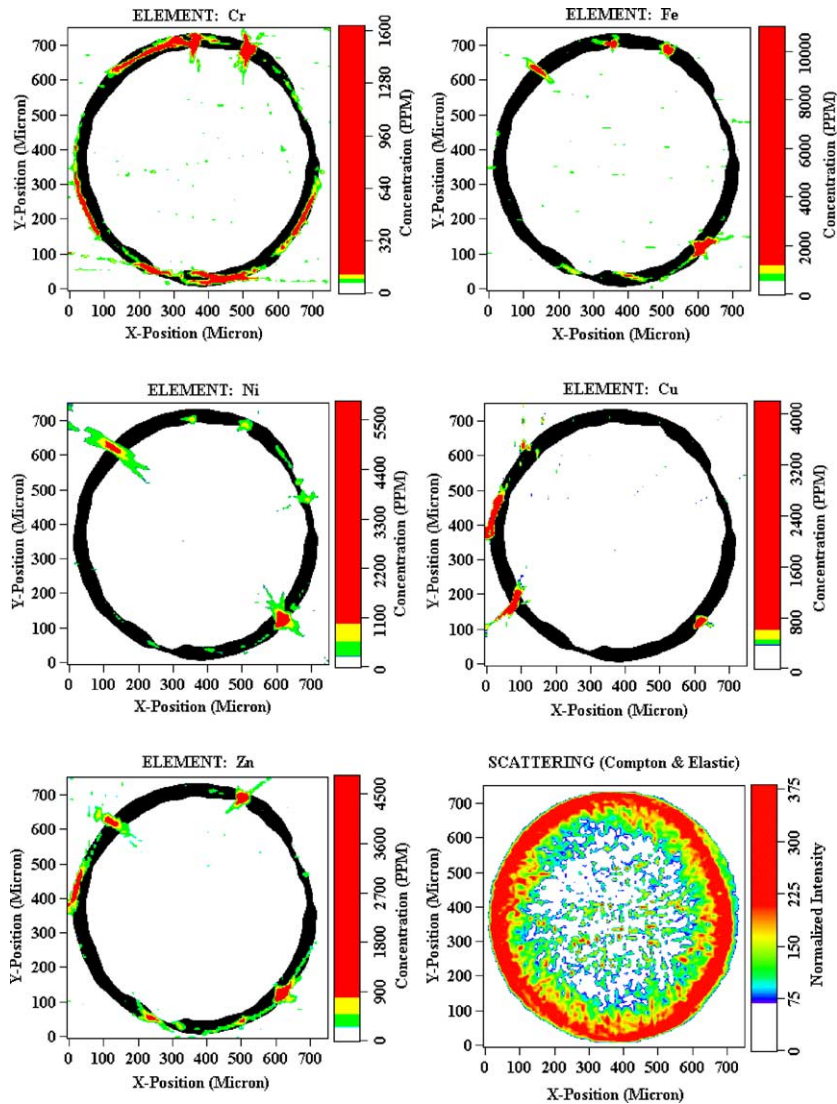 ELEMENT: Cr
Y-Position (Micron)
700
600
500
400
300
200
100
0
0 100 200 300 400 500 600 700
X-Position (Micron)
1600
1280
960
640
320
0
Concentration (PPM)
ELEMENT: Fe
Y-Position (Micron)
700
600
500
400
300
200
100
0
0 100 200 300 400 500 600 700
X-Position (Micron)
10000
8000
6000
4000
2000
0
Concentration (PPM)
ELEMENT: Ni
Y-Position (Micron)
700
600
500
400
300
200
100
0
0 100 200 300 400 500 600 700
X-Position (Micron)
5500
4400
3300
2200
1100
0
Concentration (PPM)
ELEMENT: Cu
Y-Position (Micron)
700
600
500
400
300
200
100
0
0 100 200 300 400 500 600 700
X-Position (Micron)
4000
3200
2400
1600
800
0
Concentration (PPM)
ELEMENT: Zn
Y-Position (Micron)
700
600
500
400
300
200
100
0
0 100 200 300 400 500 600 700
X-Position (Micron)
4500
3600
2700
1800
900
0
Concentration (PPM)
SCATTERING (Compton & Elastic)
Y-Position (Micron)
700
600
500
400
300
200
100
0
0 100 200 300 400 500 600 700
X-Position (Micron)
375
300
225
150
75
0
Normalized Intensity